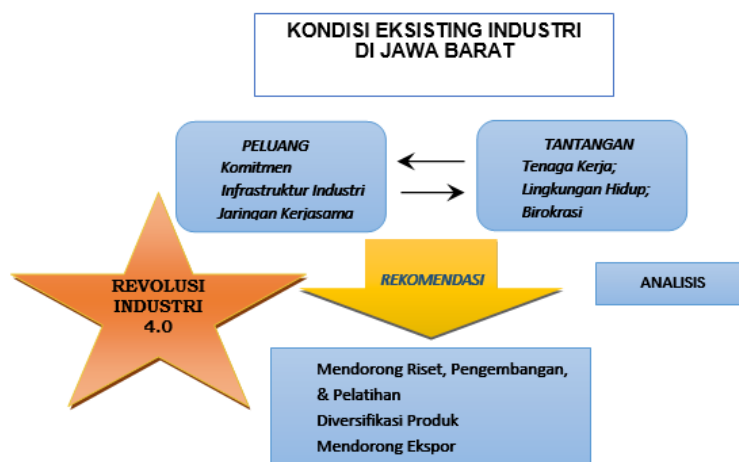 KONDISI EKSISTING INDUSTRI
DI JAWA BARAT
PELUANG
Komitmen
Infrastruktur Industri
Jaringan Kerjasama
TANTANGAN
Tenaga Kerja;
Lingkungan Hidup;
Birokrasi
REVOLUSI
INDUSTRI
4.0
REKOMENDASI
ANALISIS
Mendorong Riset, Pengembangan,
& Pelatihan
Diversifikasi Produk
Mendorong Ekspor